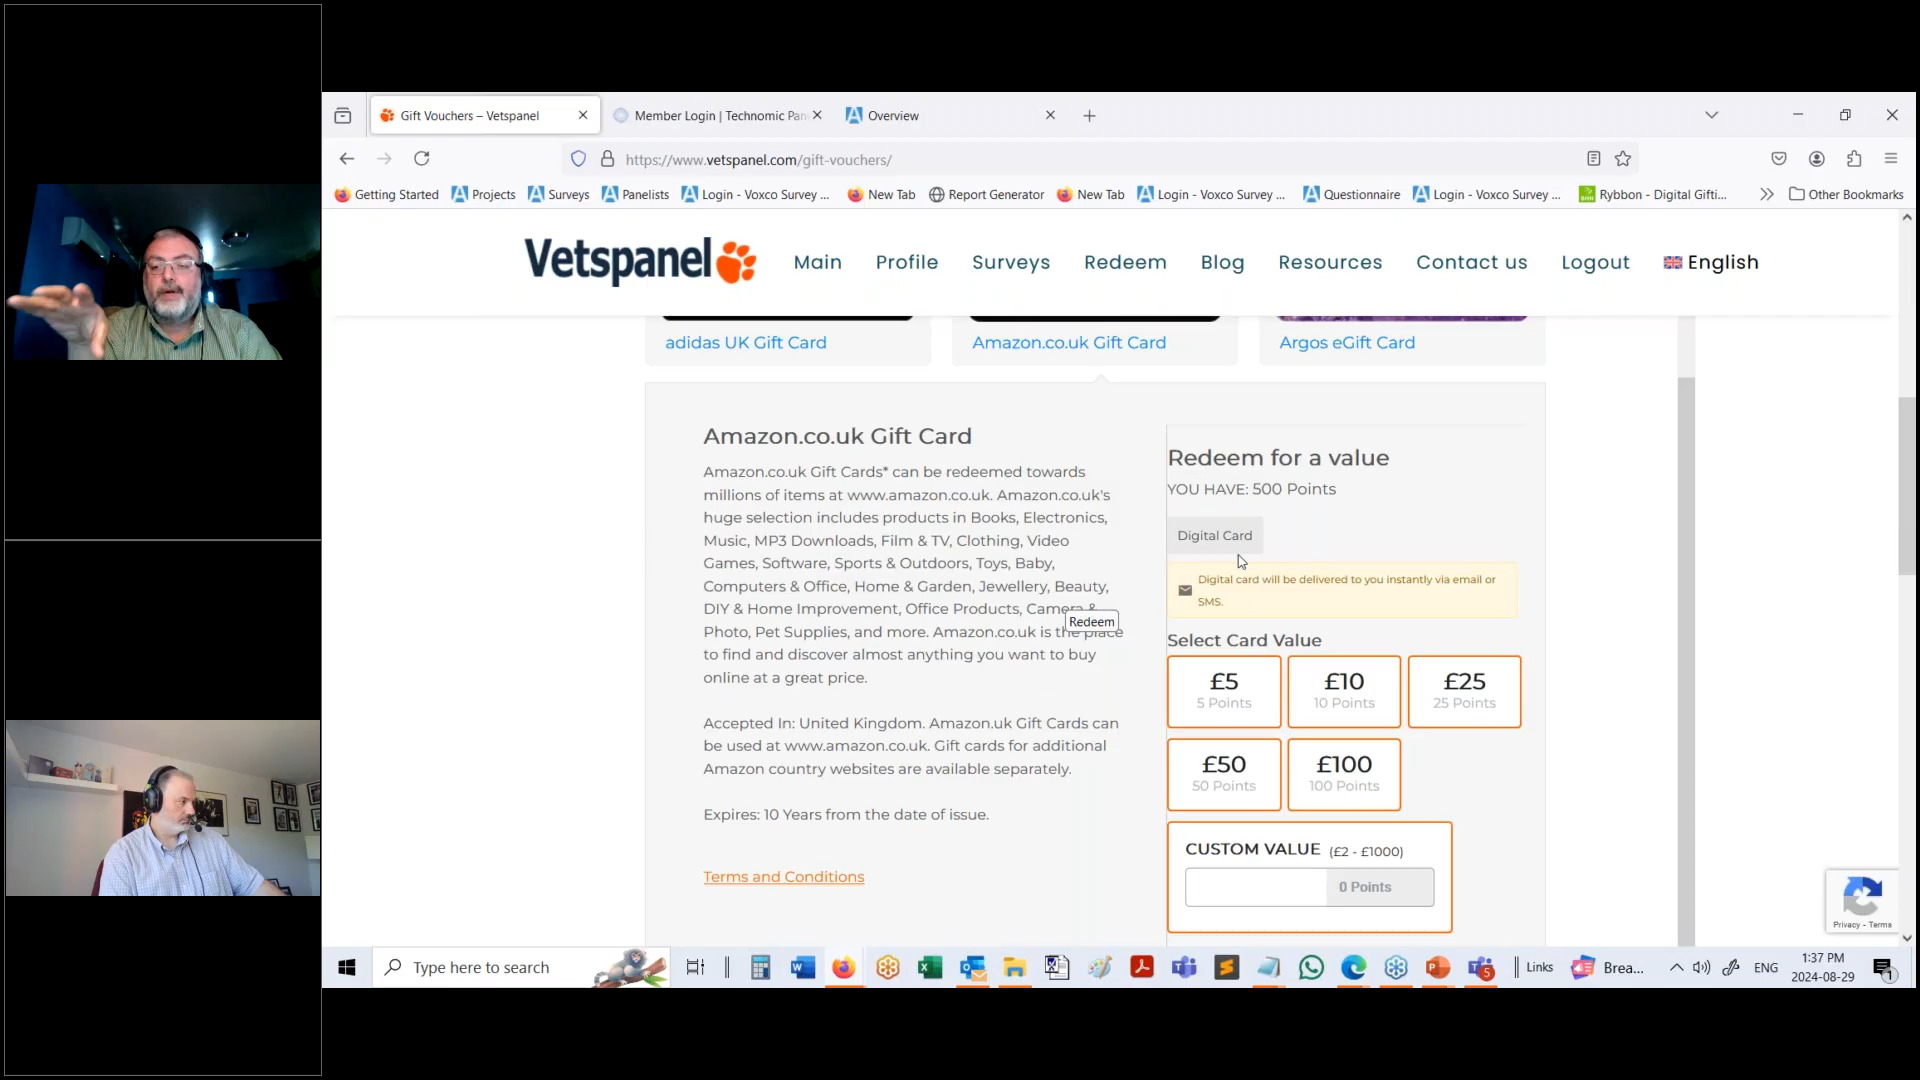 Gift Vouchers – Vetspanel
Member Login | Technomic Pan
Overview
https://www.vetspanel.com/gift-vouchers/
Getting Started
Projects
Surveys
Panelists
Login - Voxco Survey ...
New Tab
Report Generator
New Tab
Login - Voxco Survey ...
Questionnaire
Login - Voxco Survey ...
Rybbon - Digital Gifti...
Other Bookmarks
Vetspanel
Main
Profile
Surveys
Redeem
Blog
Resources
Contact us
Logout
English
adidas UK Gift Card
Amazon.co.uk Gift Card
Argos eGift Card
Amazon.co.uk Gift Card
Amazon.co.uk Gift Cards* can be redeemed towards
millions of items at www.amazon.co.uk. Amazon.co.uk's
huge selection includes products in Books, Electronics,
Music, MP3 Downloads, Film & TV, Clothing, Video
Games, Software, Sports & Outdoors, Toys, Baby,
Computers & Office, Home & Garden, Jewellery, Beauty,
DIY & Home Improvement, Office Products, Camera &
Photo, Pet Supplies, and more. Amazon.co.uk is the place
to find and discover almost anything you want to buy
online at a great price.
Redeem
Accepted In: United Kingdom. Amazon.uk Gift Cards can
be used at www.amazon.co.uk. Gift cards for additional
Amazon country websites are available separately.
Expires: 10 Years from the date of issue.
Terms and Conditions
Redeem for a value
YOU HAVE: 500 Points
Digital Card
Digital card will be delivered to you instantly via email or
SMS.
Select Card Value
£5
5 Points
£10
10 Points
£25
25 Points
£50
50 Points
£100
100 Points
CUSTOM VALUE (£2 - £1000)
0 Points
Privacy - Terms
Type here to search
Links
Brea...
ENG
1:37 PM
2024-08-29
5
1